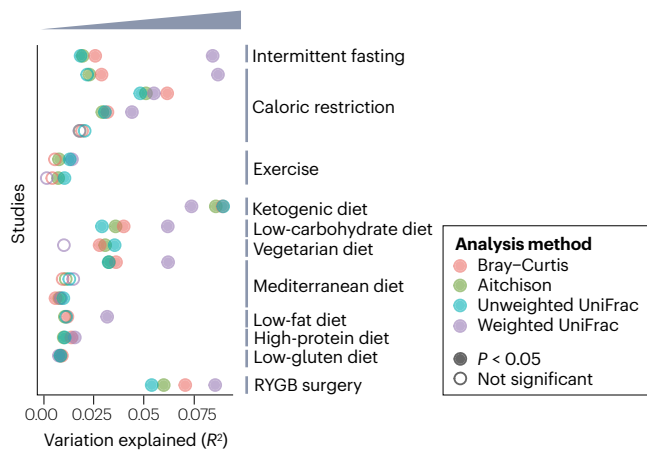 Intermittent fasting
Caloric restriction
Exercise
Ketogenic diet
Low-carbohydrate diet
Vegetarian diet
Mediterranean diet
Low-fat diet
High-protein diet
Low-gluten diet
RYGB surgery
Studies
0.00 0.025 0.05 0.075
Variation explained (R²)
Analysis method
Bray–Curtis
Aitchison
Unweighted UniFrac
Weighted UniFrac
P < 0.05
Not significant